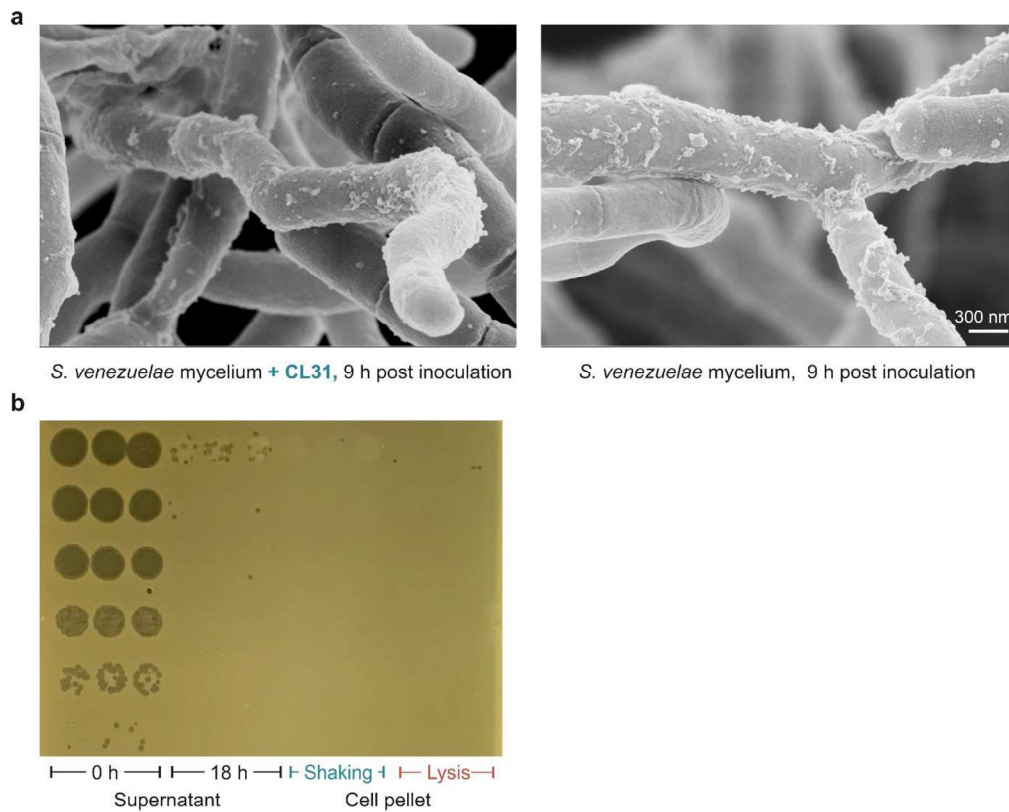 a
300 nm
S. venezuelae mycelium + CL31, 9 h post inoculation
S. venezuelae mycelium, 9 h post inoculation
b
0 h
18 h
Shaking
Lysis
Supernatant
Cell pellet